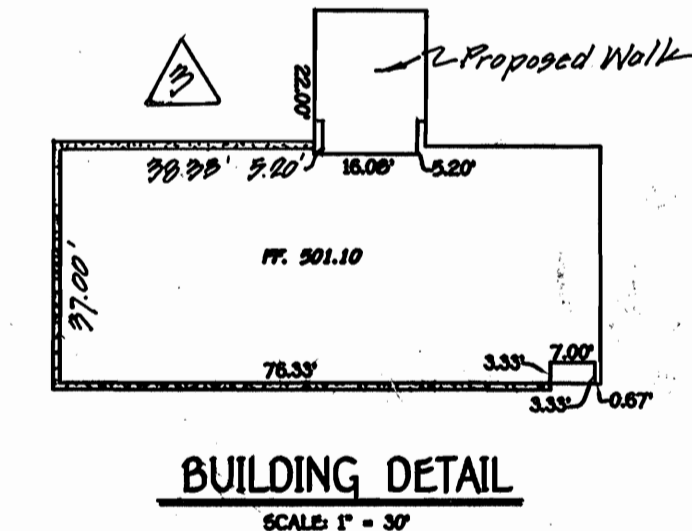 3
22.00'
Proposed Walk
38.38' 5.20'
16.08'
5.20'
37.00'
FF. 501.10
76.33'
3.33'
7.00'
3.33'
0.67'
BUILDING DETAIL
SCALE: 1" = 30'